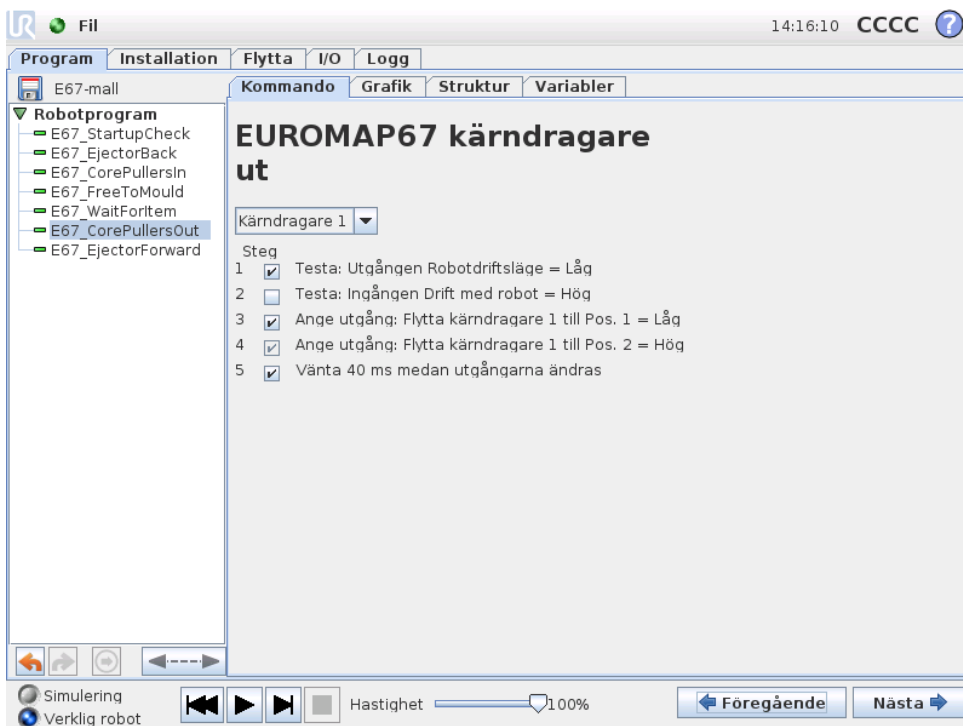 UR Fil 14:16:10 CCCC ?
Program Installation Flytta I/O Logg
E67-mall
Kommando Grafik Struktur Variabler
Robotprogram
E67_StartupCheck
E67_EjectorBack
E67_CorePullersIn
E67_FreeToMould
E67_WaitForItem
E67_CorePullersOut
E67_EjectorForward
EUROMAP67 kärndragare
ut
Kärndragare 1
Steg
1 Testa: Utgången Robotdriftsläge = Låg
2 Testa: Ingången Drift med robot = Hög
3 Ange utgång: Flytta kärndragare 1 till Pos. 1 = Låg
4 Ange utgång: Flytta kärndragare 1 till Pos. 2 = Hög
5 Vänta 40 ms medan utgångarna ändras
Simulering
Verklig robot
Hastighet 100%
Föregående Nästa